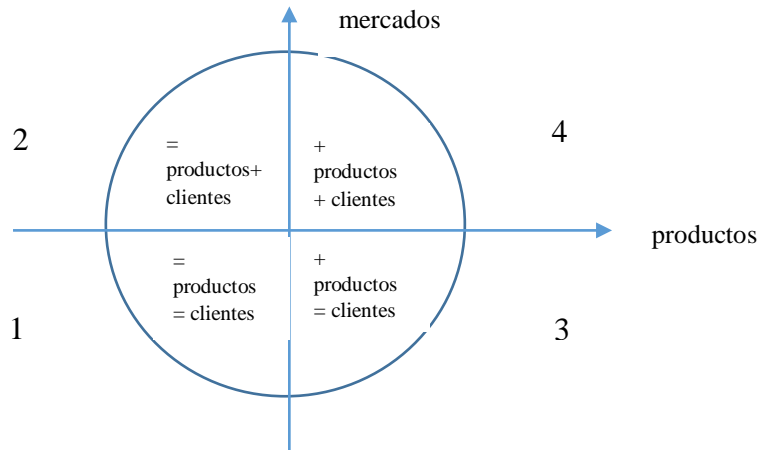 mercados
2
4
=
productos+
clientes
+
productos
+ clientes
productos
=
productos
= clientes
+
productos
= clientes
1
3